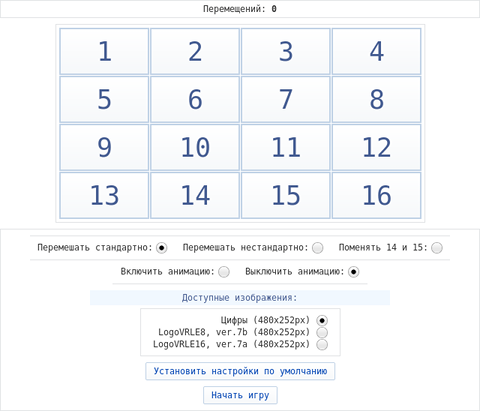 Перемещений: 0
1 2 3 4
5 6 7 8
9 10 11 12
13 14 15 16
Перемешать стандартно: Перемешать нестандартно: Поменять 14 и 15:
Включить анимацию: Выключить анимацию:
Доступные изображения:
Цифры (480x252px)
LogoVRLE8, ver.7b (480x252px)
LogoVRLE16, ver.7a (480x252px)
Установить настройки по умолчанию
Начать игру